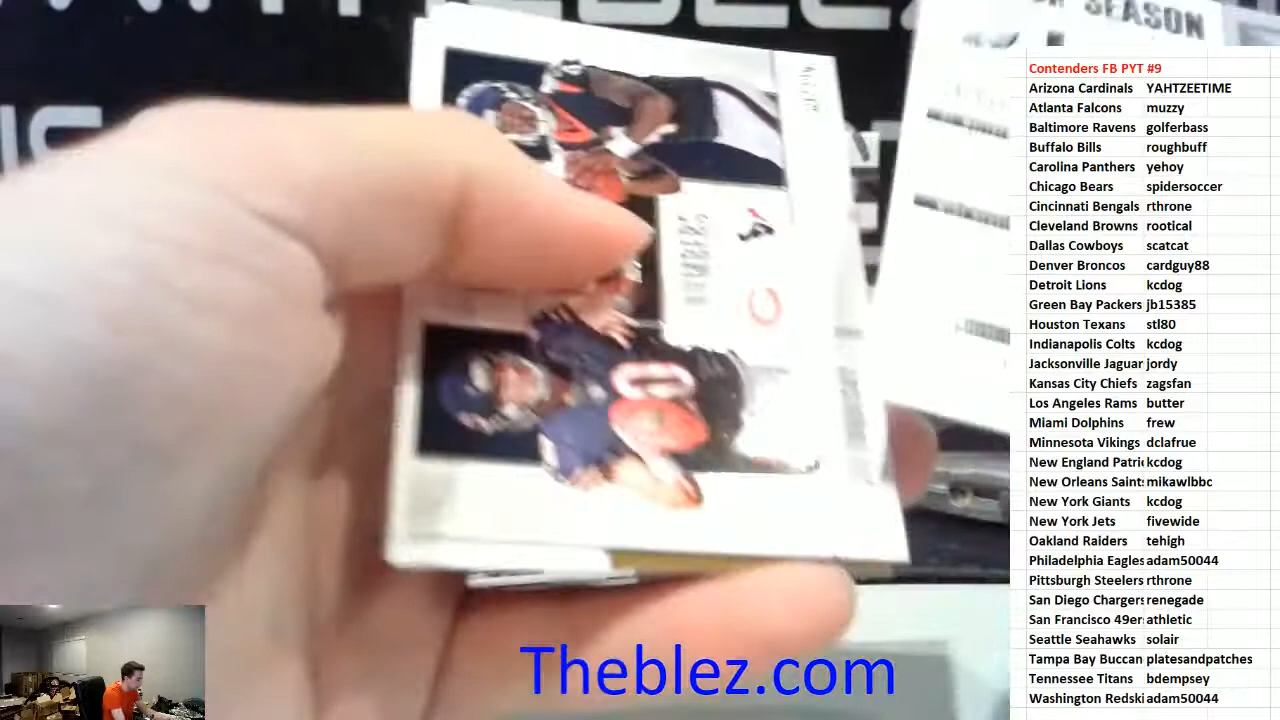 SEASON
Contenders FB PYT #9
Arizona Cardinals YAHTZEETIME
Atlanta Falcons muzzy
Baltimore Ravens golferbass
Buffalo Bills roughbuff
Carolina Panthers yehoy
Chicago Bears spidersoccer
Cincinnati Bengals rthrone
Cleveland Browns rootical
Dallas Cowboys scatcat
Denver Broncos cardguy88
Detroit Lions kcdog
Green Bay Packers jb15385
Houston Texans stl80
Indianapolis Colts kcdog
Jacksonville Jaguar jordy
Kansas City Chiefs zagsfan
Los Angeles Rams butter
Miami Dolphins frew
Minnesota Vikings dclafrue
New England Patri kcdog
New Orleans Saints mikawlbbc
New York Giants kcdog
New York Jets fivewide
Oakland Raiders tehigh
Philadelphia Eagles adam50044
Pittsburgh Steelers rthrone
San Diego Chargers renegade
San Francisco 49er athletic
Seattle Seahawks solair
Tampa Bay Buccan platesandpatches
Tennessee Titans bdempsey
Washington Redski adam50044
Theblez.com